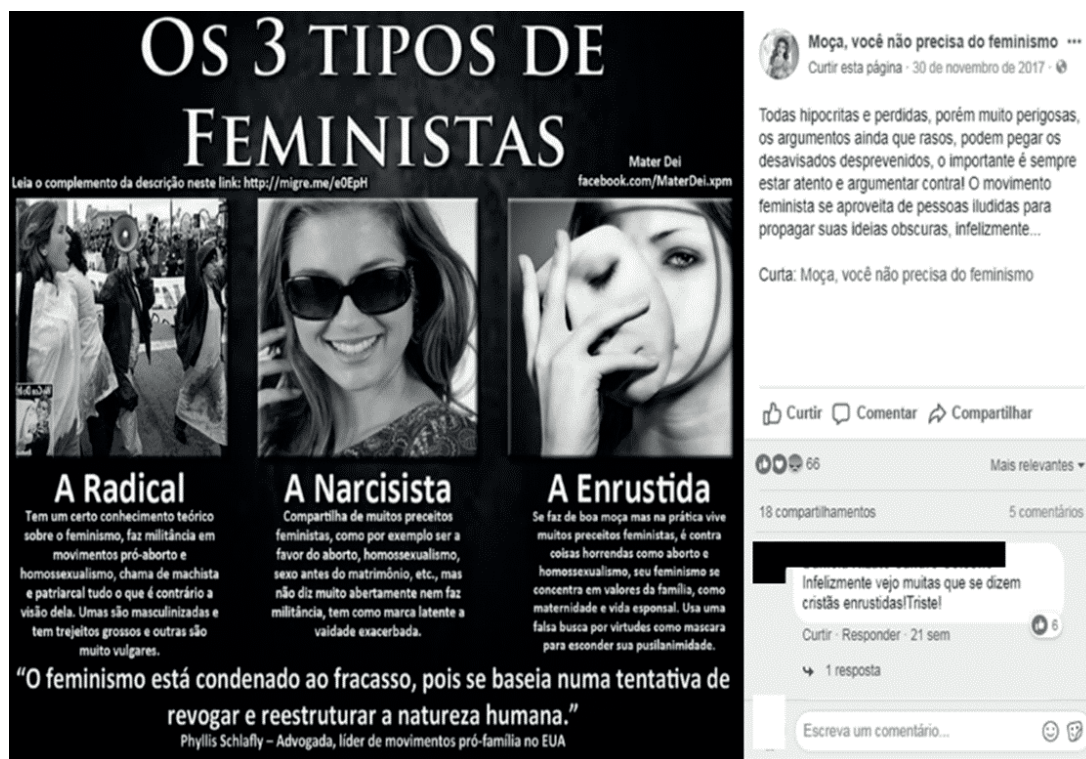 OS 3 TIPOS DE
FEMINISTAS
Mater Dei
Leia o complemento da descrição neste link: http://migre.me/e0EpH
facebook.com/MaterDei.xpm
A Radical
Tem um certo conhecimento teórico
sobre o feminismo, faz militância em
movimentos pró-aborto e
homossexualismo, chama de machista
e patriarcal tudo o que é contrário a
visão dela. Umas são masculinizadas e
tem trejeitos grossos e outras são
muito vulgares.
A Narcisista
Compartilha de muitos preceitos
feministas, como por exemplo ser a
favor do aborto, homossexualismo,
sexo antes do matrimônio, etc., mas
não diz muito abertamente nem faz
militância, tem como marca latente a
vaidade exacerbada.
A Enrustida
Se faz de boa moça mas na prática vive
muitos preceitos feministas, é contra
coisas horrendas como aborto e
homossexualismo, seu feminismo se
concentra em valores da família, como
maternidade e vida esponsal. Usa uma
falsa busca por virtudes como mascara
para esconder sua pusilanimidade.
“O feminismo está condenado ao fracasso, pois se baseia numa tentativa de
revogar e reestruturar a natureza humana.”
Phyllis Schlafly – Advogada, líder de movimentos pró-família no EUA
Moça, você não precisa do feminismo
Curtir esta página · 30 de novembro de 2017 ·
Todas hipocritas e perdidas, porém muito perigosas,
os argumentos ainda que rasos, podem pegar os
desavisados desprevenidos, o importante é sempre
estar atento e argumentar contra! O movimento
feminista se aproveita de pessoas iludidas para
propagar suas ideias obscuras, infelizmente...
Curta: Moça, você não precisa do feminismo
Curtir Comentar Compartilhar
66 Mais relevantes
18 compartilhamentos 5 comentários
Infelizmente vejo muitas que se dizem
cristãs enrustidas!Triste!
6
Curtir · Responder · 21 sem
1 resposta
Escreva um comentário...